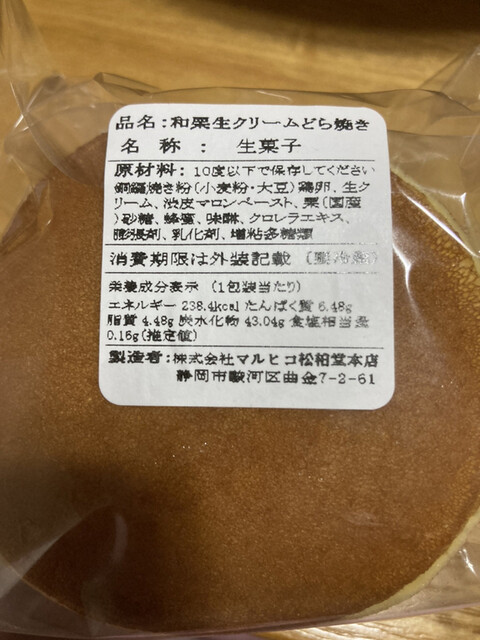 品名:和栗生クリームどら焼き
名 称 : 生菓子
原材料: 10度以下で保存してください
銅鍋焼き粉(小麦粉・大豆)鶏卵、生ク
リーム、渋皮マロンペースト、栗(国産
)砂糖、蜂蜜、味醂、クロレラエキス、
膨張剤、乳化剤、増粘多糖類
消費期限は外装記載 (要冷蔵)
栄養成分表示 (1包装当たり)
エネルギー 238.4kcal たんぱく質 6.48g
脂質 4.48g 炭水化物 43.04g 食塩相当量
0.16g(推定値)
製造者:株式会社マルヒコ松柏堂本店
静岡市駿河区曲金7-2-61